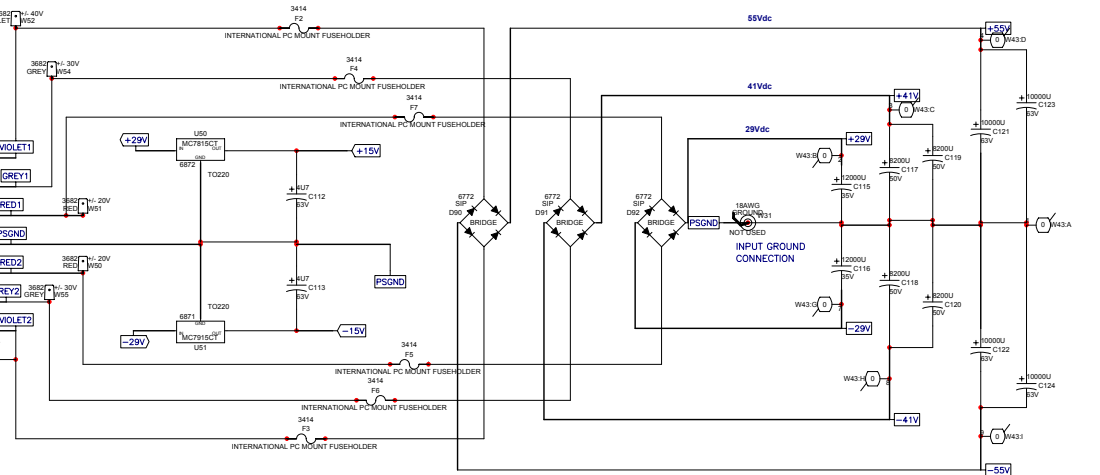 3682
+/- 40V
W52
3414
F2
INTERNATIONAL PC MOUNT FUSEHOLDER
55Vdc
+55V
0
W43:D
3682
GREY
+/- 30V
W54
3414
F4
INTERNATIONAL PC MOUNT FUSEHOLDER
41Vdc
+41V
0
W43:C
3414
F7
INTERNATIONAL PC MOUNT FUSEHOLDER
29Vdc
+29V
W43:B
0
10000U
C123
63V
10000U
C121
63V
VIOLET1
+29V
U50
MC7815CT
IN
OUT
GND
6872
TO220
+15V
8200U
C119
50V
8200U
C117
50V
12000U
C115
35V
GREY1
4U7
C112
63V
RED1
3682
RED
+/- 20V
W51
6772
SIP
D90
BRIDGE
6772
SIP
D91
BRIDGE
6772
SIP
D92
BRIDGE
PSGND
18AWG
GROUND
W31
NOT USED
0
W43:A
PSGND
INPUT GROUND
CONNECTION
RED2
3682
RED
+/- 20V
W50
PSGND
4U7
C113
63V
12000U
C116
35V
8200U
C118
50V
8200U
C120
50V
GREY2
3682
GREY
+/- 30V
W55
W43:G
0
VIOLET2
TO220
6871
GND
IN
OUT
MC7915CT
U51
-29V
-15V
-29V
10000U
C122
63V
10000U
C124
63V
3414
F5
INTERNATIONAL PC MOUNT FUSEHOLDER
W43:H
0
3414
F6
INTERNATIONAL PC MOUNT FUSEHOLDER
-41V
3414
F3
INTERNATIONAL PC MOUNT FUSEHOLDER
0
W43:I
-55V